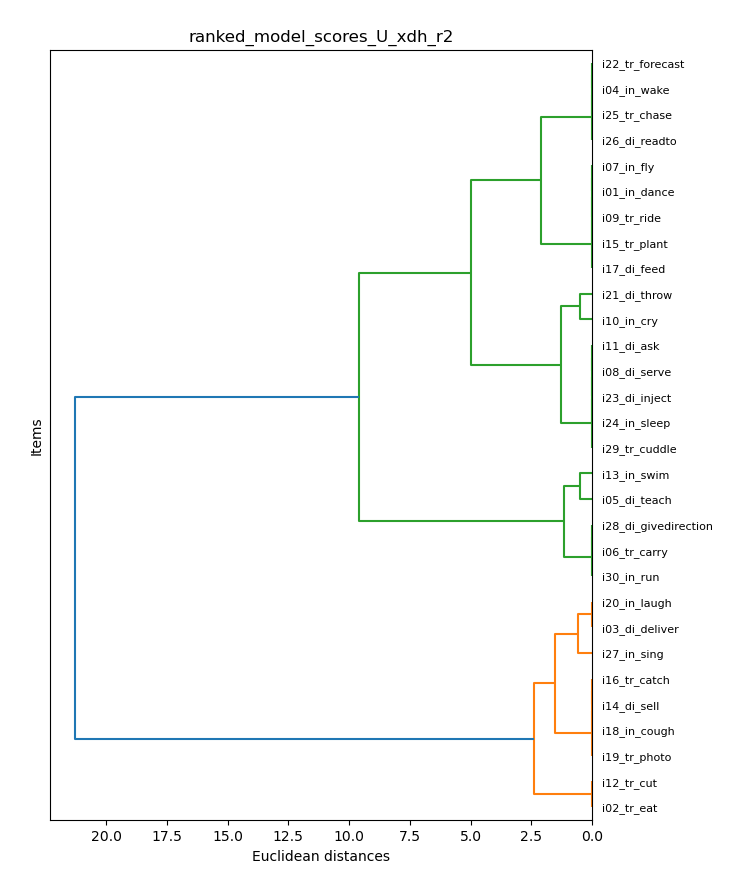 ranked_model_scores_U_xdh_r2
i22_tr_forecast
i04_in_wake
i25_tr_chase
i26_di_readto
i07_in_fly
i01_in_dance
i09_tr_ride
i15_tr_plant
i17_di_feed
i21_di_throw
i10_in_cry
i11_di_ask
i08_di_serve
i23_di_inject
i24_in_sleep
i29_tr_cuddle
i13_in_swim
i05_di_teach
i28_di_givedirection
i06_tr_carry
i30_in_run
i20_in_laugh
i03_di_deliver
i27_in_sing
i16_tr_catch
i14_di_sell
i18_in_cough
i19_tr_photo
i12_tr_cut
i02_tr_eat
Items
20.0 17.5 15.0 12.5 10.0 7.5 5.0 2.5 0.0
Euclidean distances